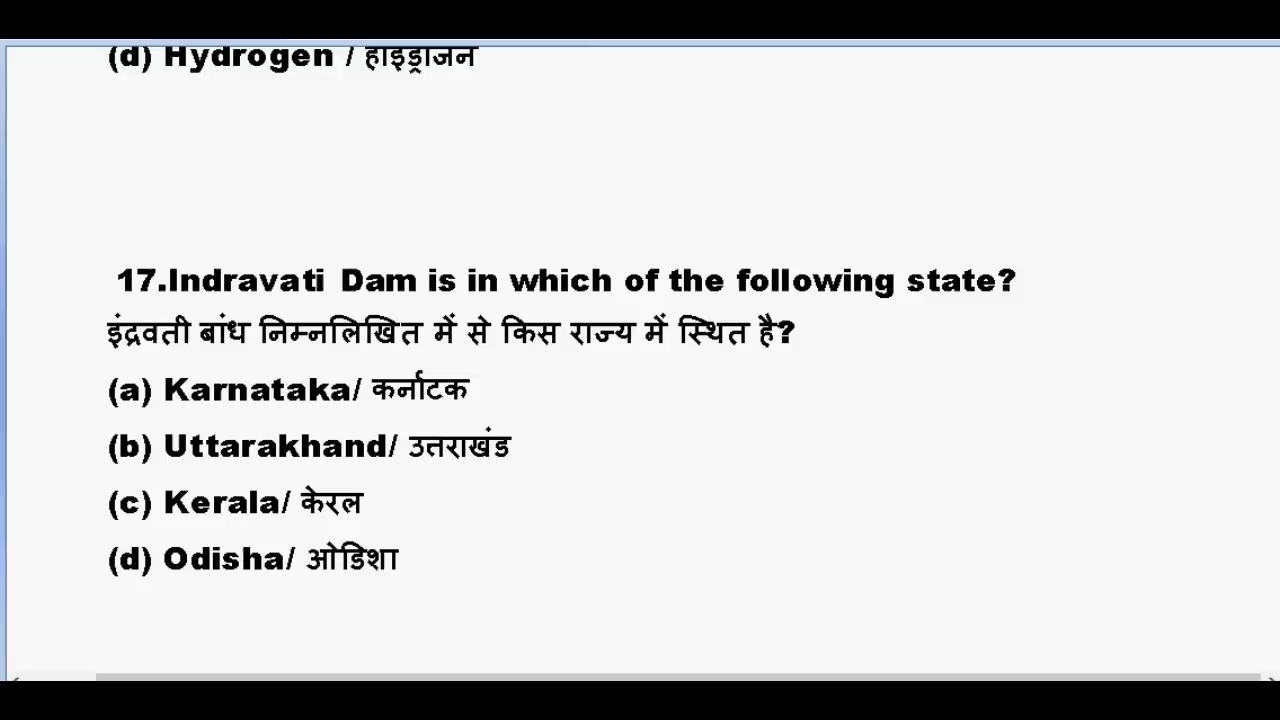 (d) Hydrogen / हाइड्रोजन
17.Indravati Dam is in which of the following state?
इंद्रवती बांध निम्नलिखित में से किस राज्य में स्थित है?
(a) Karnataka/ कर्नाटक
(b) Uttarakhand/ उत्तराखंड
(c) Kerala/ केरल
(d) Odisha/ ओडिशा